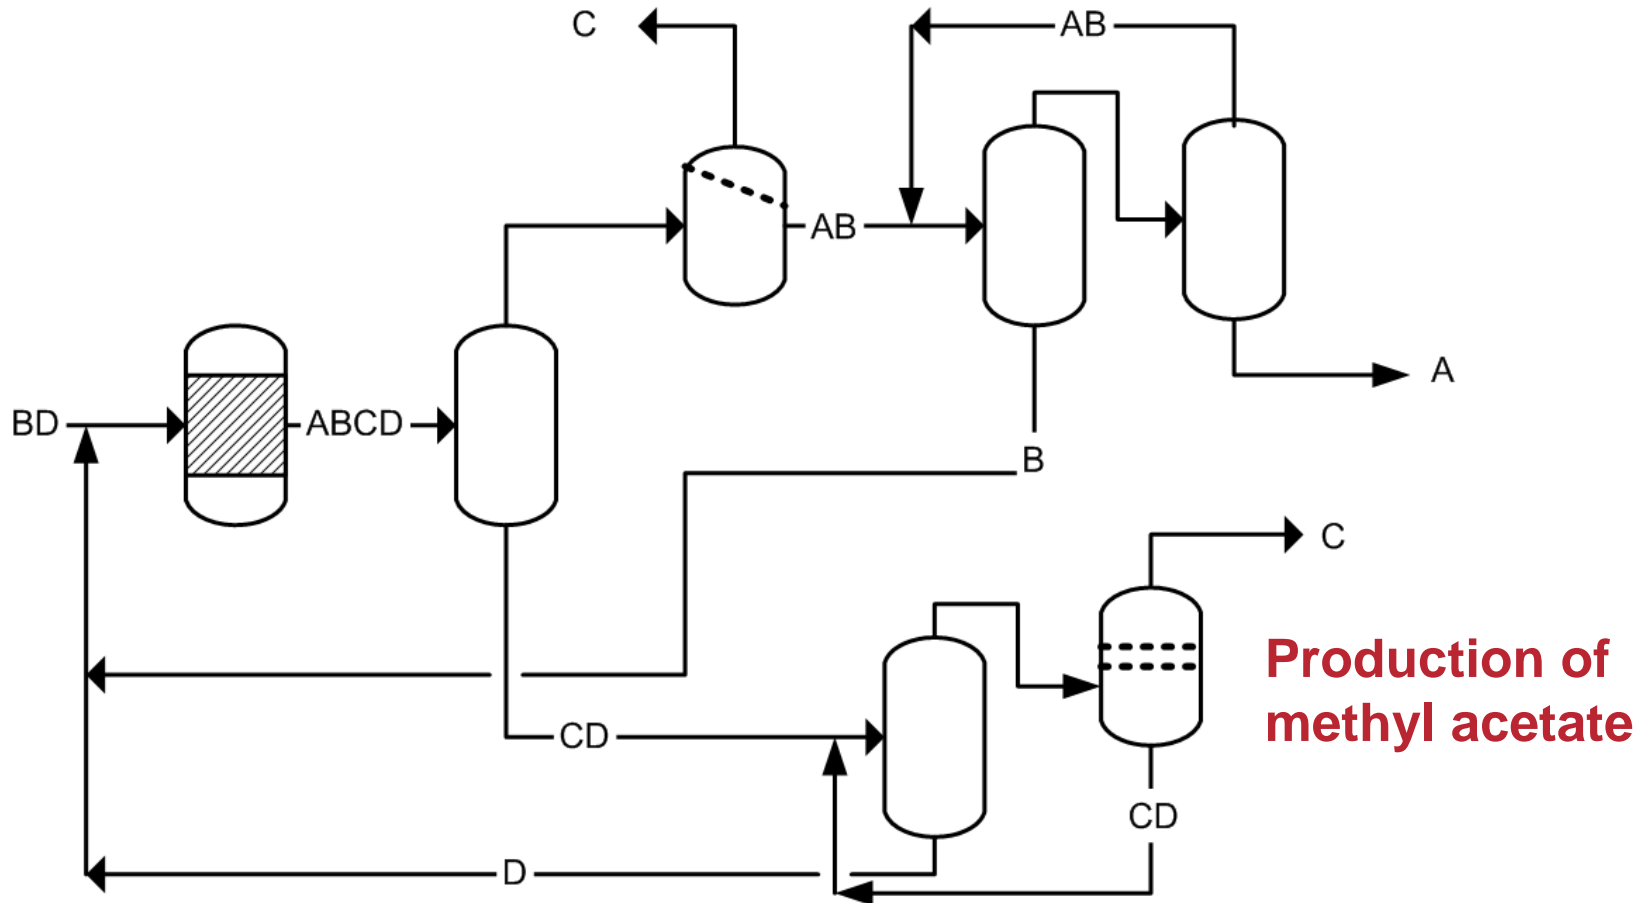 C
AB
AB
A
BD
ABCD
B
C
Production of
methyl acetate
CD
CD
D